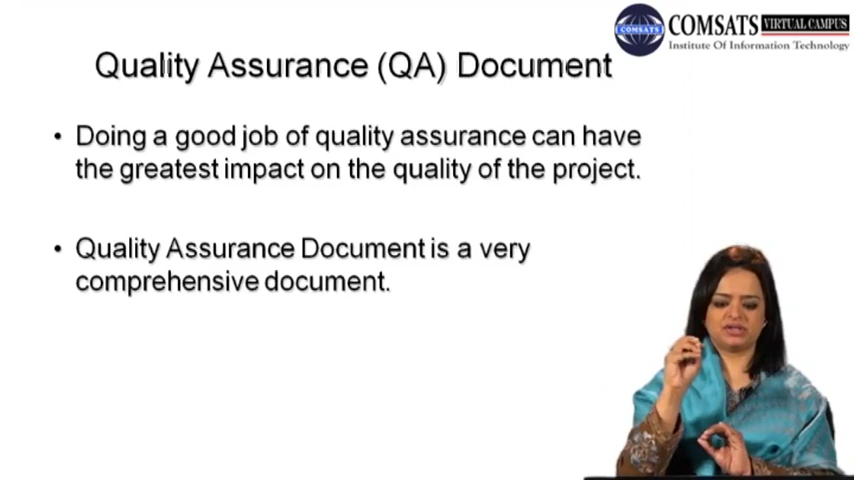 COMSATS VIRTUAL CAMPUS
COMSATS
Institute Of Information Technology
Quality Assurance (QA) Document
• Doing a good job of quality assurance can have
the greatest impact on the quality of the project.
• Quality Assurance Document is a very
comprehensive document.